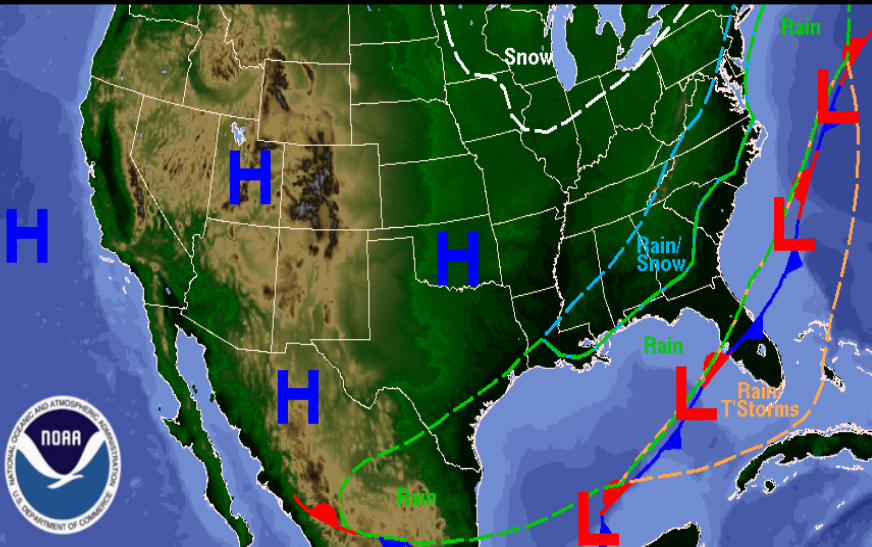 Rain
Snow
L
H
H
L
Rain/
Snow
H
Rain
H
L
Rain/
T'Storms
Rain
L
NATIONAL OCEANIC AND ATMOSPHERIC ADMINISTRATION
NOAA
U.S. DEPARTMENT OF COMMERCE